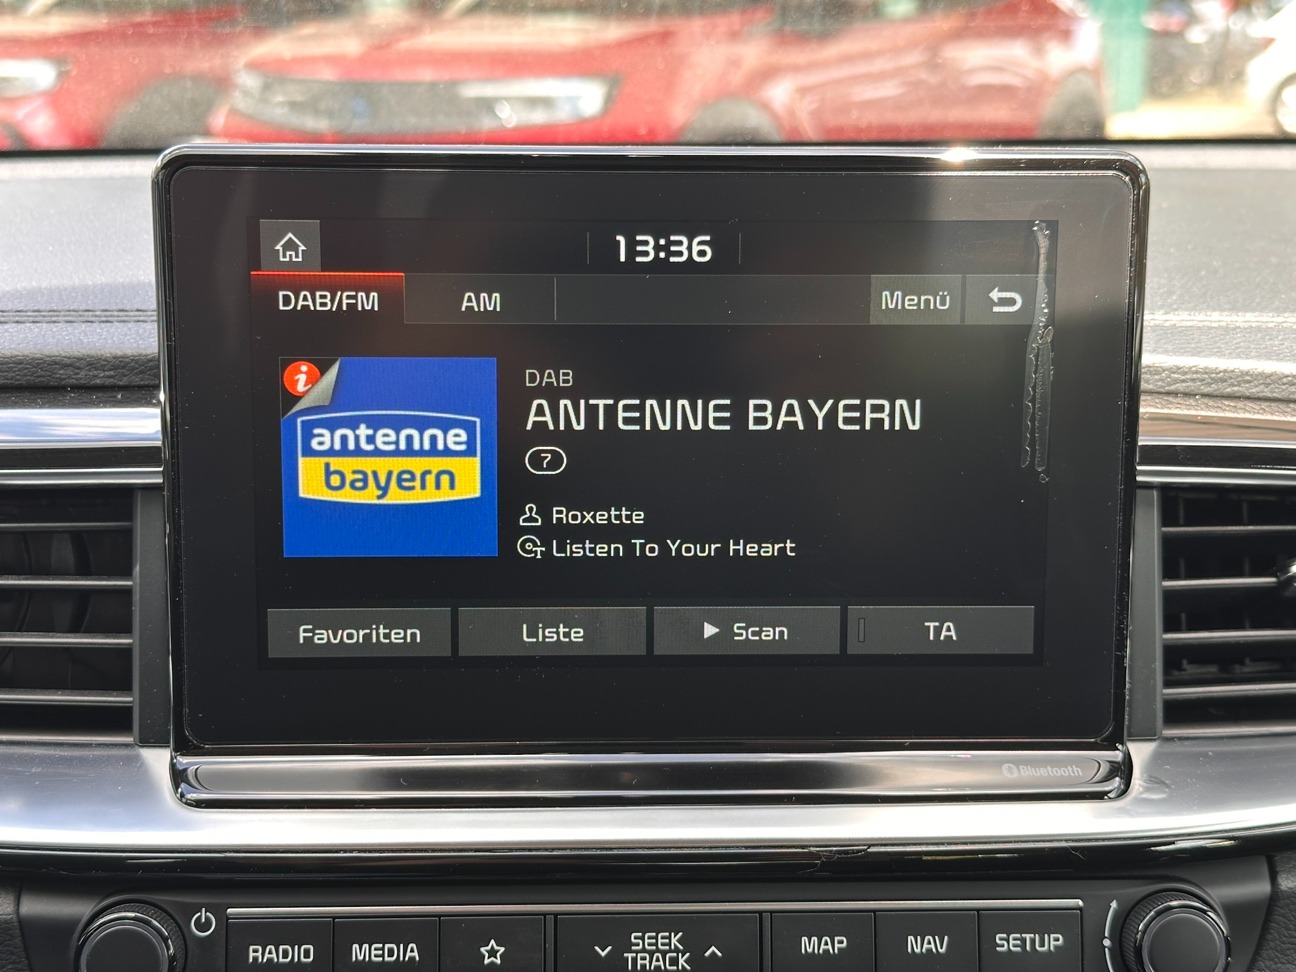 13:36
DAB/FM AM Menü
i
antenne
bayern
DAB
ANTENNE BAYERN
7
Roxette
Listen To Your Heart
Favoriten Liste Scan TA
Bluetooth
RADIO MEDIA SEEK TRACK MAP NAV SETUP